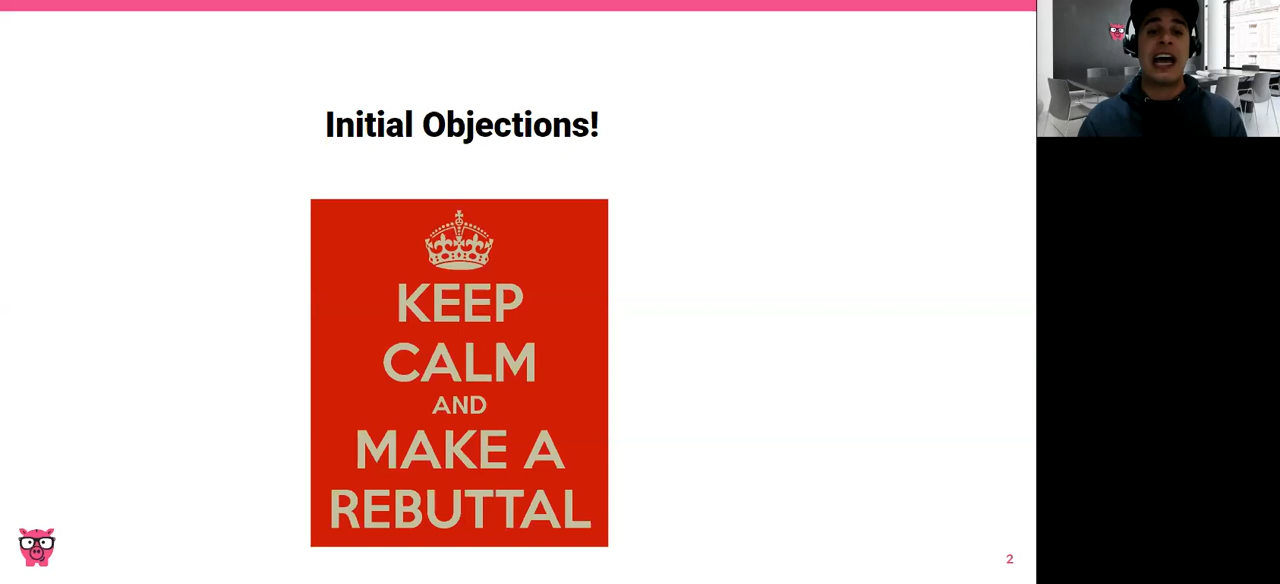 Initial Objections!
KEEP
CALM
AND
MAKE A
REBUTTAL
2